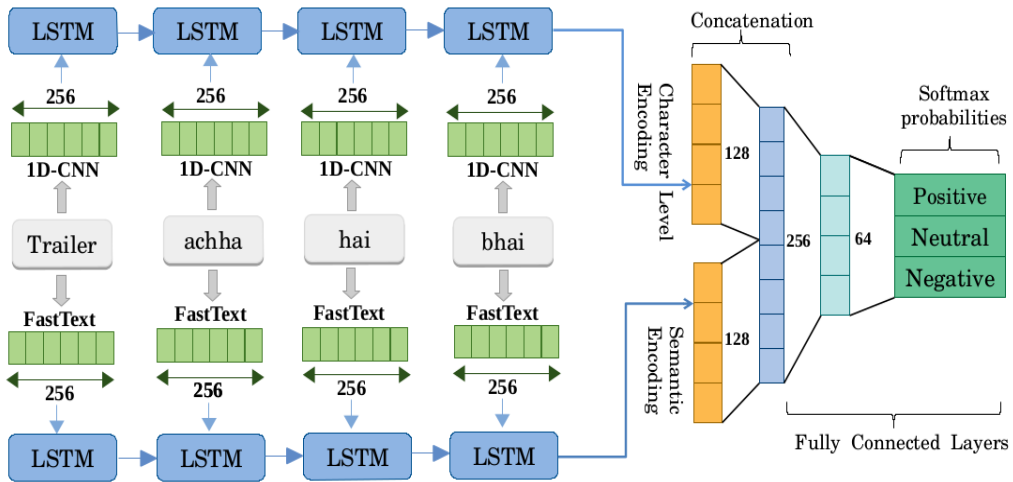 LSTM LSTM LSTM LSTM
256 256 256 256
1D-CNN 1D-CNN 1D-CNN 1D-CNN
Trailer achha hai bhai
FastText FastText FastText FastText
256 256 256 256
LSTM LSTM LSTM LSTM
Concatenation
Character Level
Encoding
128
Semantic
Encoding
128
256
64
Softmax
probabilities
Positive
Neutral
Negative
Fully Connected Layers